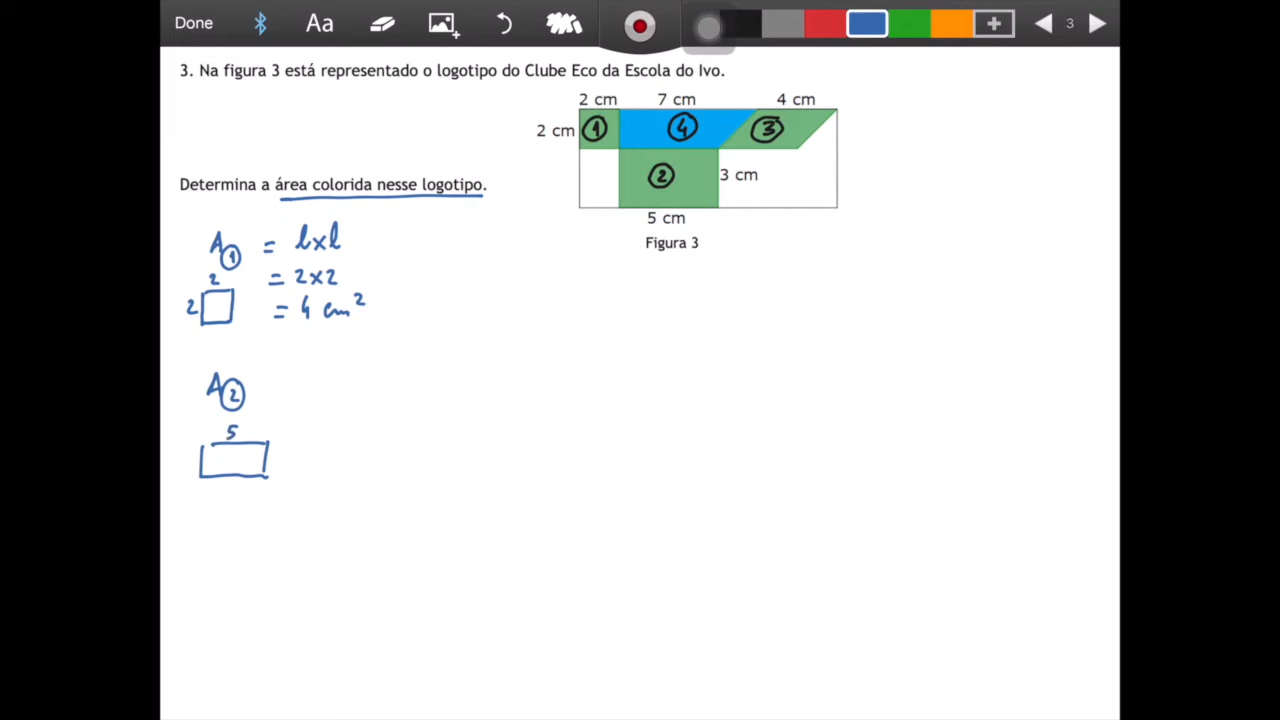 Done Aa 3
3. Na figura 3 está representado o logotipo do Clube Eco da Escola do Ivo.
2 cm 7 cm 4 cm
2 cm 1 4 3
2 3 cm
5 cm
Figura 3
Determina a área colorida nesse logotipo.
A1 = l×l
2 = 2×2
2 = 4 cm²
A2
5